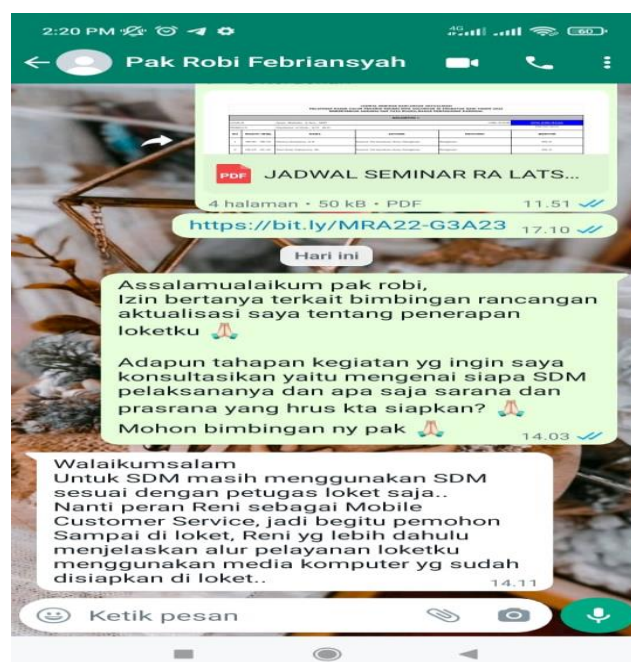 2:20 PM
4G
60
Pak Robi Febriansyah
PDF
JADWAL SEMINAR RA LATS...
4 halaman • 50 kB • PDF
11.51
https://bit.ly/MRA22-G3A23
17.10
Hari ini
Assalamualaikum pak robi,
Izin bertanya terkait bimbingan rancangan
aktualisasi saya tentang penerapan
loketku 🙏
Adapun tahapan kegiatan yg ingin saya
konsultasikan yaitu mengenai siapa SDM
pelaksananya dan apa saja sarana dan
prasrana yang hrus kta siapkan? 🙏
Mohon bimbingan ny pak 🙏
14.03
Walaikumsalam
Untuk SDM masih menggunakan SDM
sesuai dengan petugas loket saja..
Nanti peran Reni sebagai Mobile
Customer Service, jadi begitu pemohon
Sampai di loket, Reni yg lebih dahulu
menjelaskan alur pelayanan loketku
menggunakan media komputer yg sudah
disiapkan di loket..
14.11
Ketik pesan